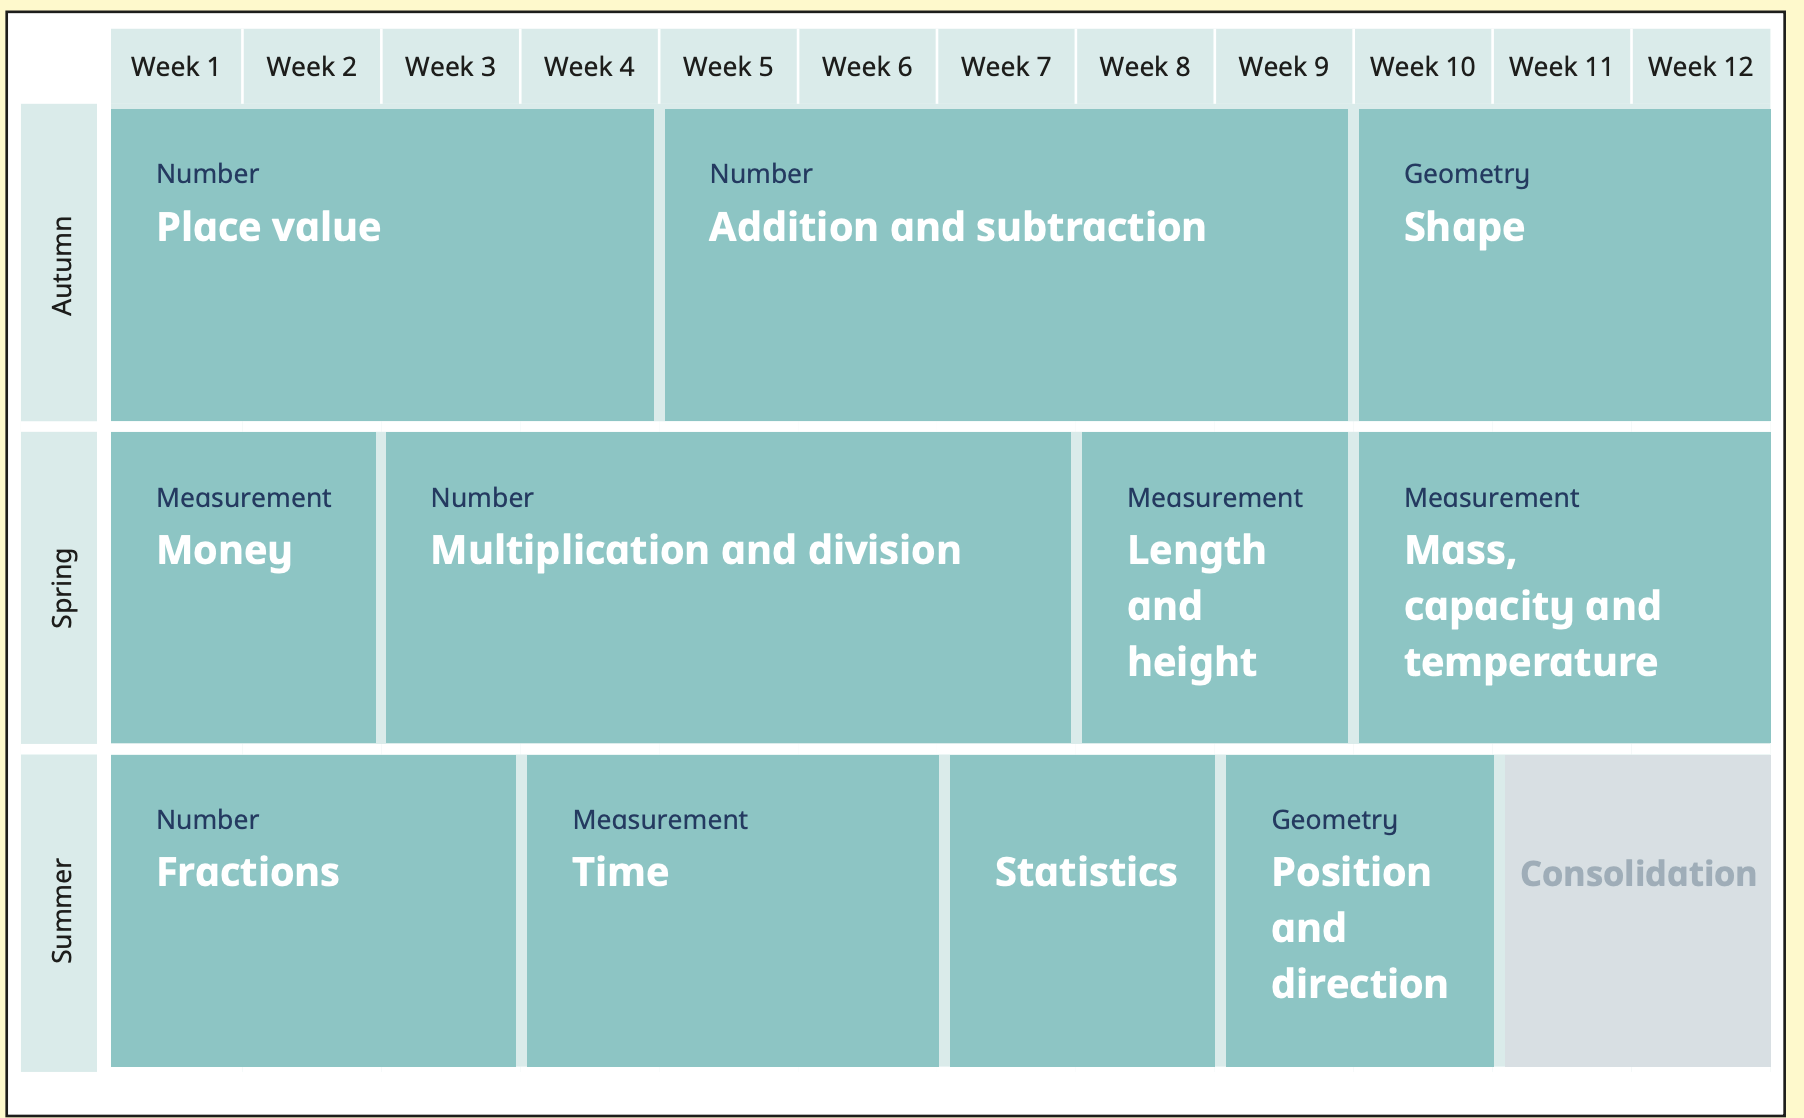 Week 1 Week 2 Week 3 Week 4 Week 5 Week 6 Week 7 Week 8 Week 9 Week 10 Week 11 Week 12
Autumn
Number
Place value
Number
Addition and subtraction
Geometry
Shape
Spring
Measurement
Money
Number
Multiplication and division
Measurement
Length
and
height
Measurement
Mass,
capacity and
temperature
Summer
Number
Fractions
Measurement
Time
Statistics
Geometry
Position
and
direction
Consolidation